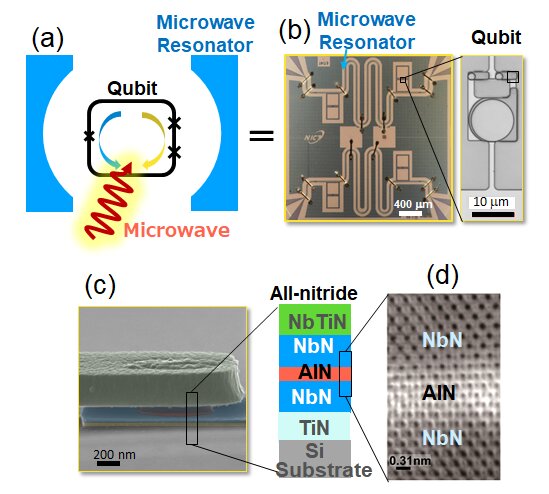 (a)
Microwave
Resonator
Qubit
Microwave
=
(b)
Microwave
Resonator
Qubit
NICT
400 μm
10 μm
(c)
200 nm
All-nitride
NbTiN
NbN
AlN
NbN
TiN
Si
Substrate
(d)
NbN
AlN
NbN
0.31nm